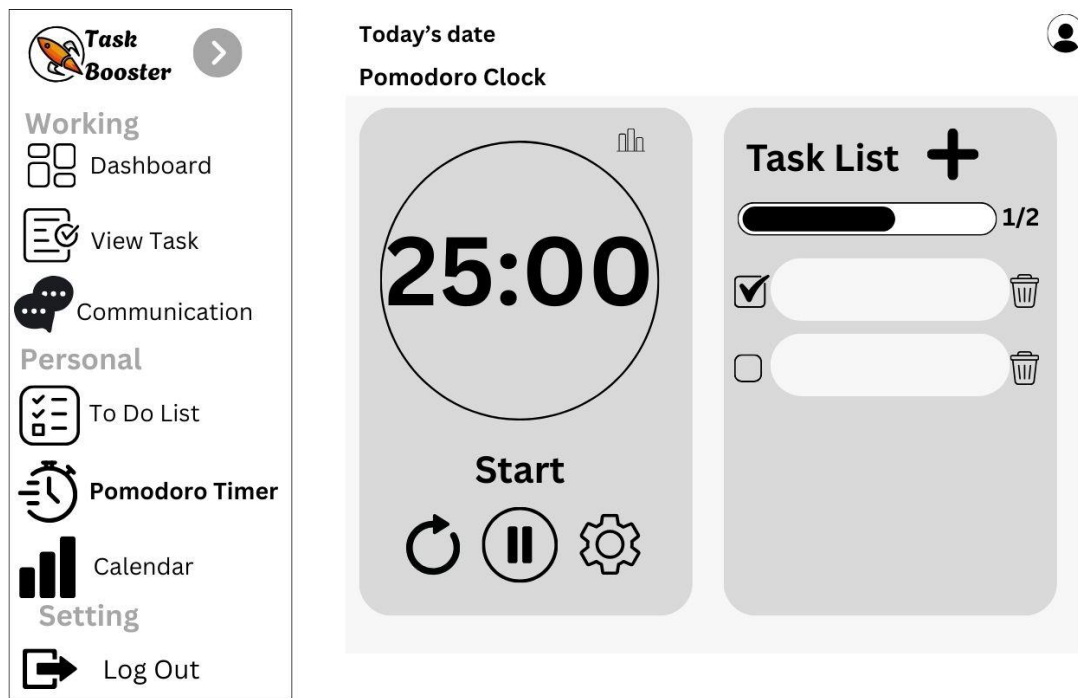 Task
Booster
Working
Dashboard
View Task
Communication
Personal
To Do List
Pomodoro Timer
Calendar
Setting
Log Out
Today’s date
Pomodoro Clock
25:00
Start
Task List
1/2